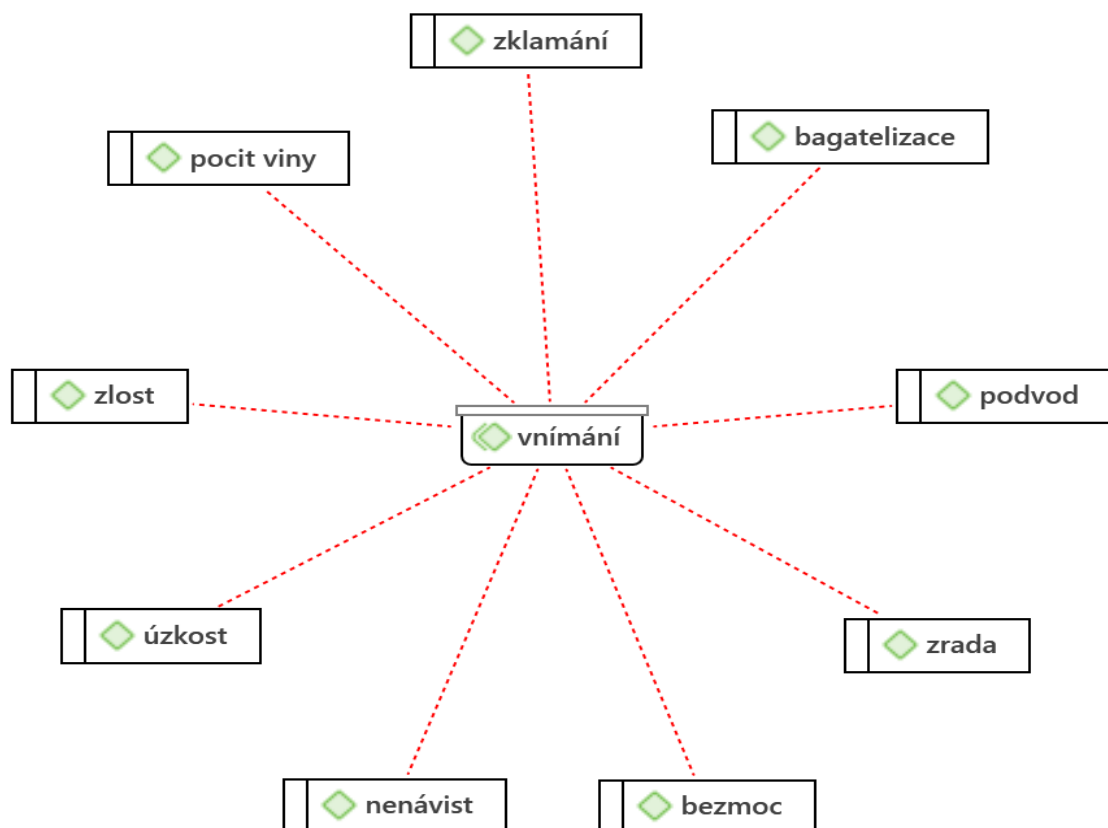 zklamání
bagatelizace
pocit viny
zlost
podvod
vnímání
úzkost
zrada
nenávist
bezmoc